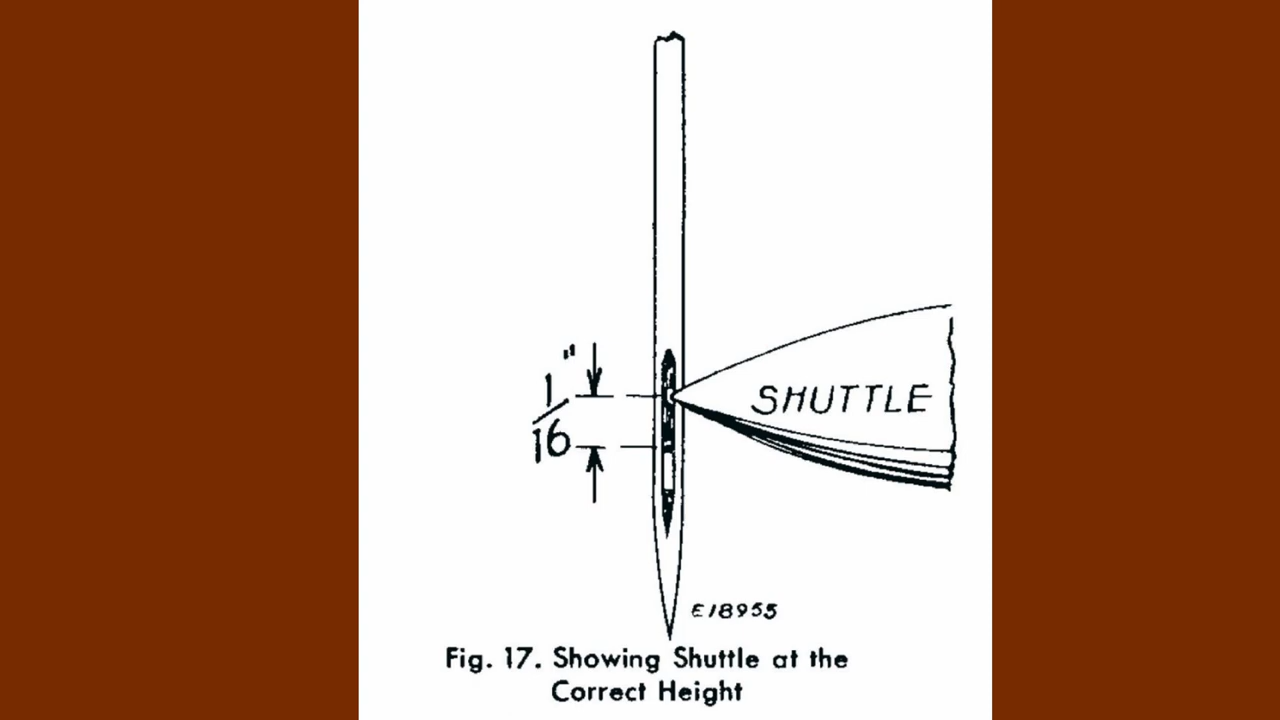 1"
/
16
SHUTTLE
E18955
Fig. 17. Showing Shuttle at the
Correct Height